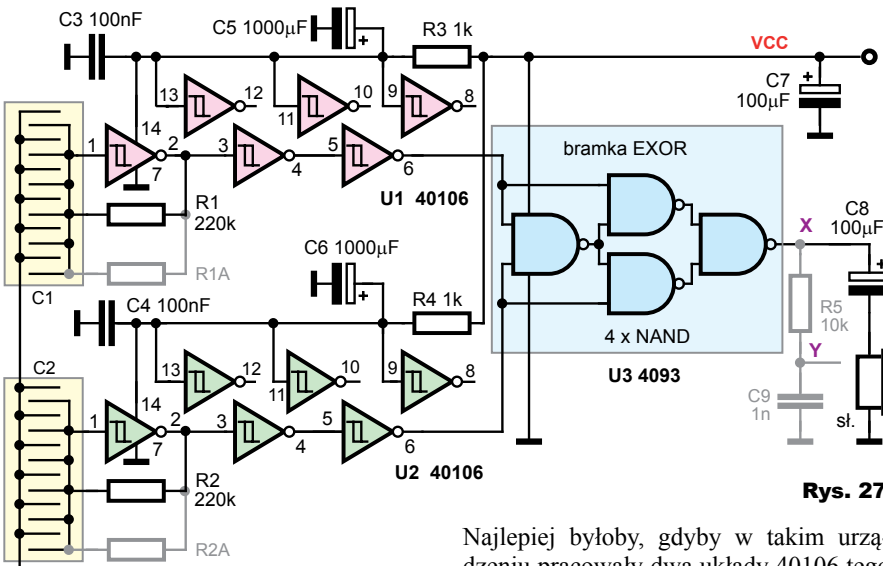 C3 100nF
C5 1000µF
+
R3 1k
VCC
C7
100µF
+
13
12
11
10
9
8
1
14
2
7
3
4
5
6
U1 40106
R1
220k
R1A
C1
bramka EXOR
4 x NAND
U3 4093
X
C8
100µF
+
R5
10k
Y
C9
1n
sł.
C6 1000µF
+
C4 100nF
R4 1k
13
12
11
10
9
8
1
14
2
7
3
4
5
6
U2 40106
C2
R2
220k
R2A
Rys. 27
Najlepiej byłoby, gdyby w takim urzą-
dzeniu pracowały dwa układy 40106 tego